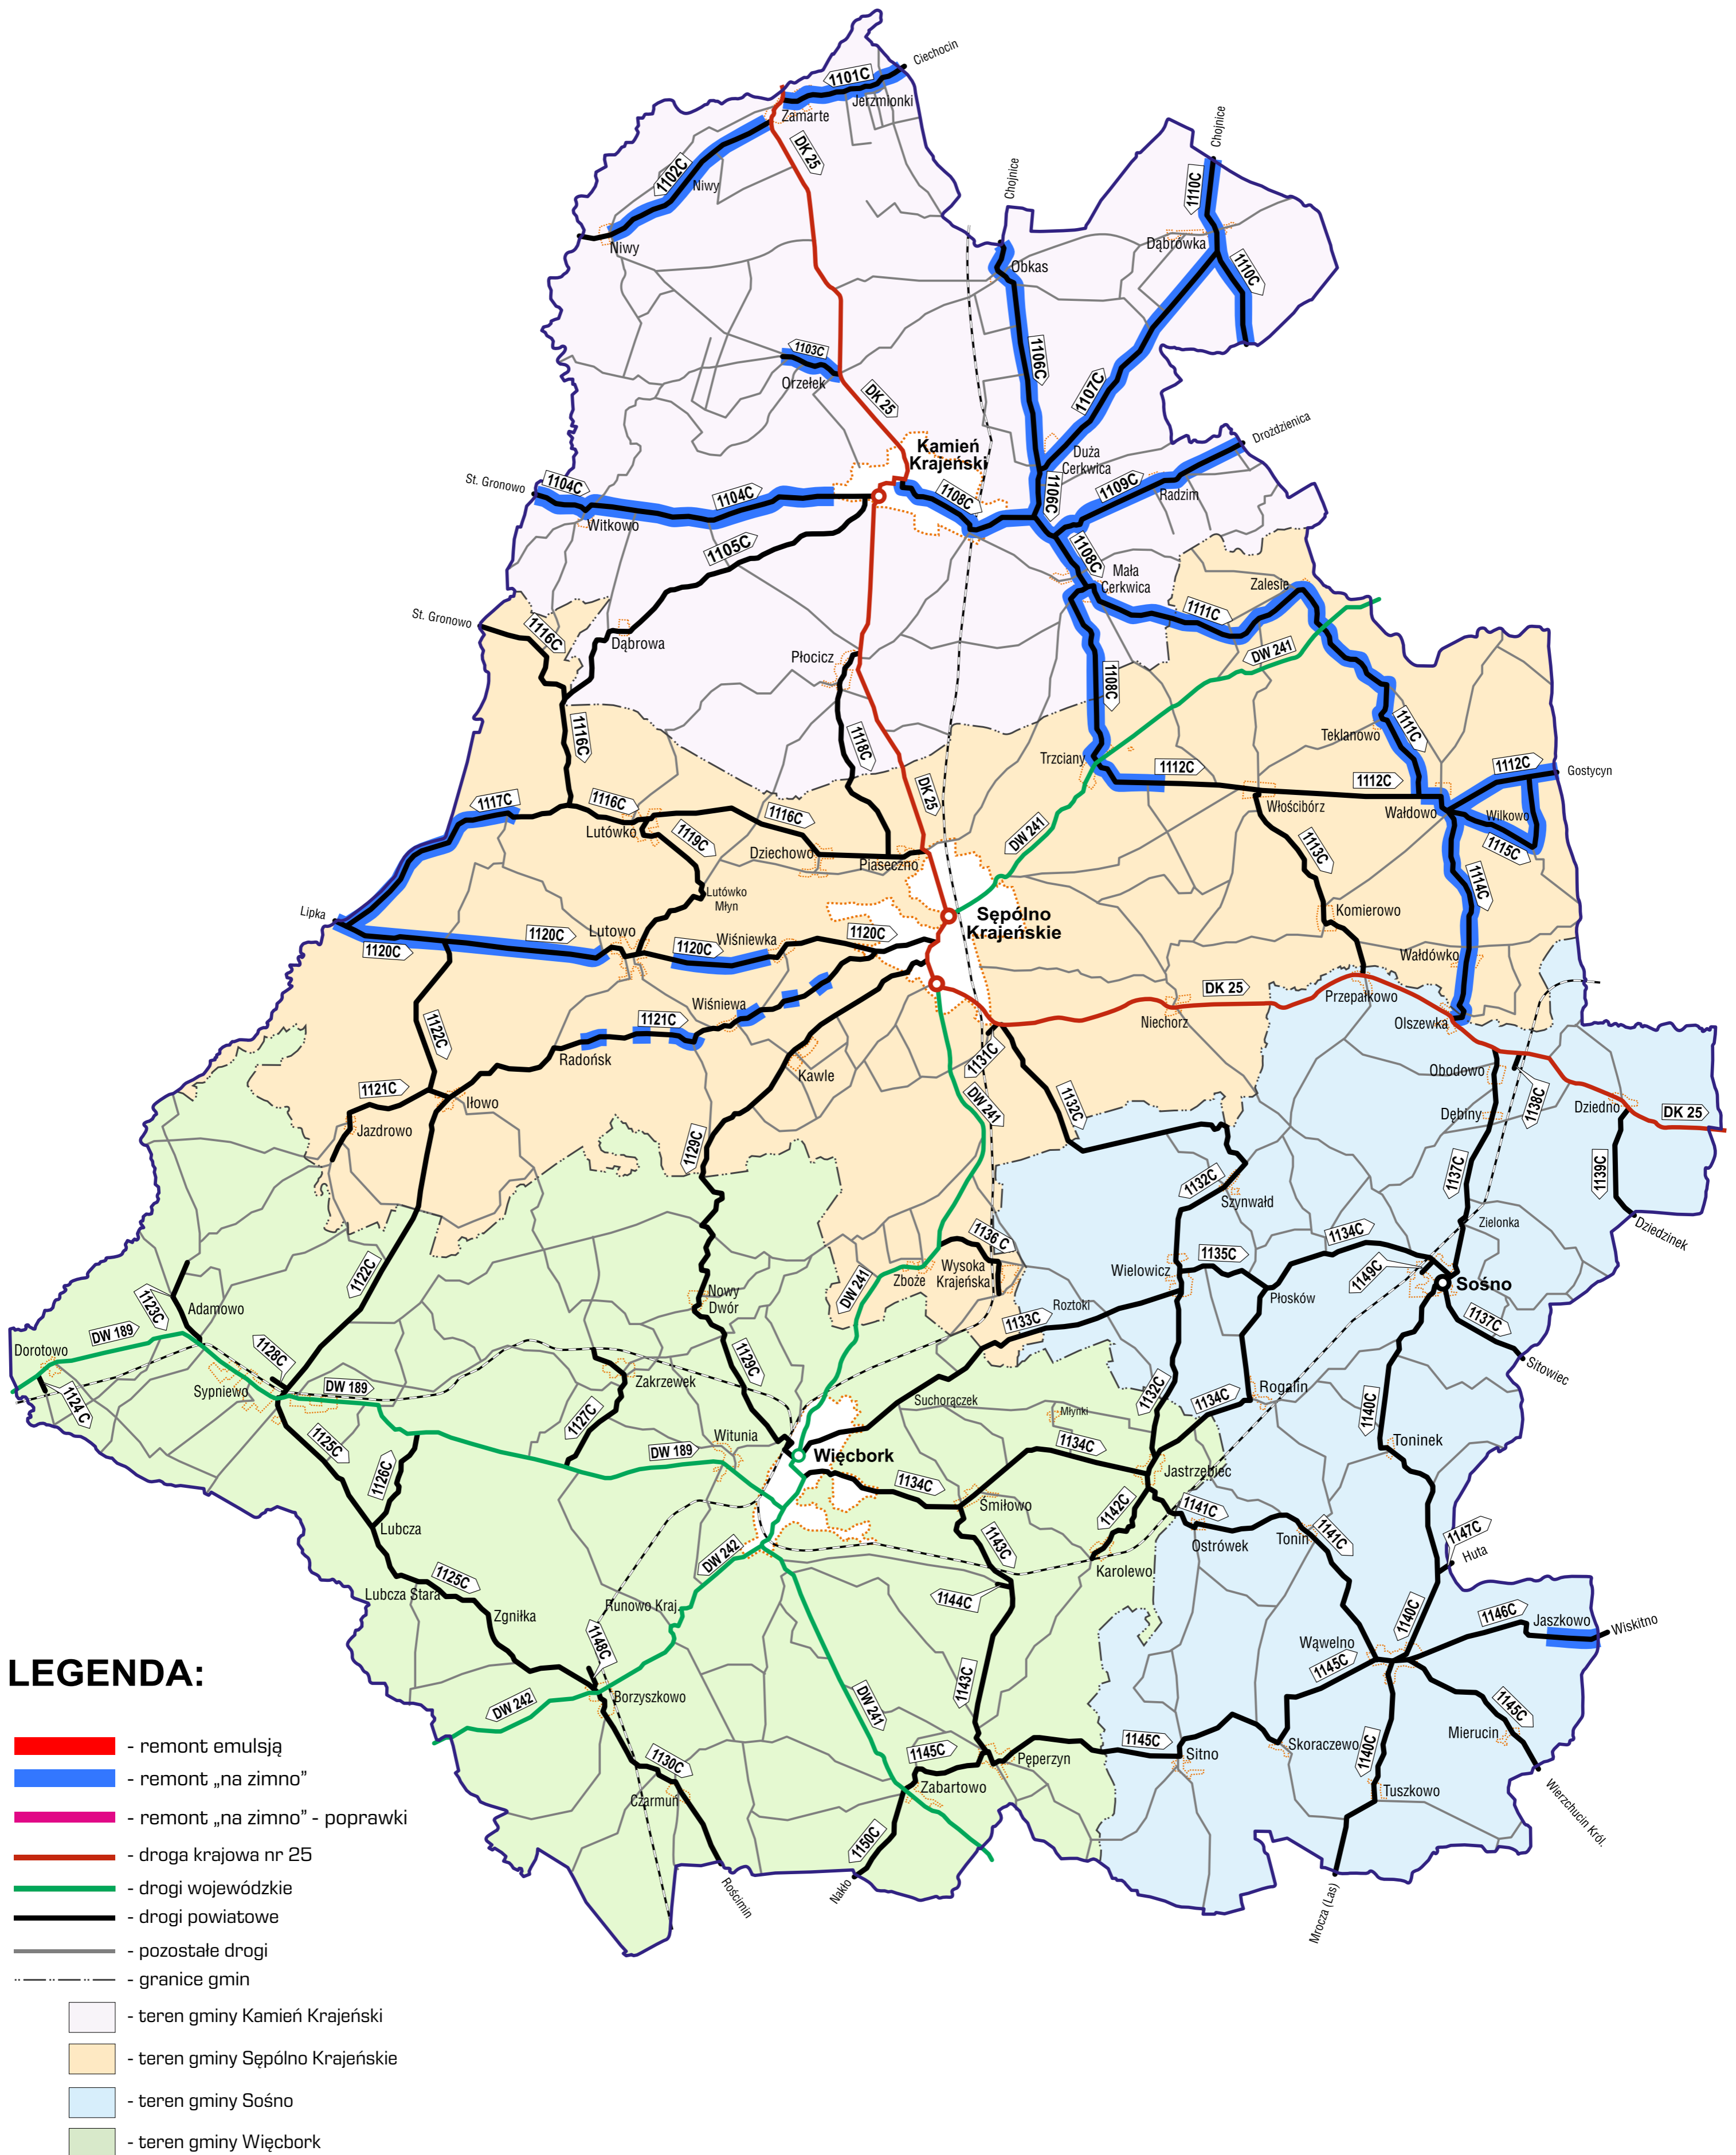 Ciechocin
1101C
Jerzmionki
Zamarte
DK 25
1102C
Niwy
Niwy
Chojnice
Chojnice
1110C
Dąbrówka
1110C
Obkas
1106C
1107C
1103C
Orzełek
DK 25
Kamień
Krajeński
Duża
Cerkwica
Drożdzienica
1109C
Radzim
St. Gronowo
1104C
1104C
1108C
1106C
Witkowo
1105C
1108C
Mała
Cerkwica
Zalesie
1111C
St. Gronowo
1116C
Dąbrowa
Płocicz
DW 241
1108C
1116C
1118C
Teklanowo
1111C
Trzciany
1112C
1112C
1112C
Gostycyn
DK 25
1117C
1116C
Lutówko
1116C
1119C
Dziechowo
Piaseczno
DW 241
Włościbórz
Wałdowo
Wilkowo
1115C
1113C
1114C
Lutówko
Młyn
Lipka
Sępólno
Krajeńskie
Komierowo
1120C
1120C
Lutowo
1120C
Wiśniewka
1120C
Wałdówko
Wiśniewa
1121C
Radońsk
DK 25
Niechorz
Przepałkowo
Olszewka
1122C
Kawle
1131C
1121C
Iłowo
Jazdrowo
DW 241
1132C
Obodowo
Dębiny
1138C
Dziedno
DK 25
1129C
1137C
1139C
1132C
Szynwałd
Zielonka
Dziedzinek
1136 C
1134C
1122C
Zboże
Wysoka
Krajeńska
Wielowicz
1135C
1149C
Sośno
DW 241
Nowy
Dwór
Roztoki
Płosków
1133C
1137C
1123C
Adamowo
DW 189
Dorotowo
1128C
Sitowiec
1129C
Sypniewo
DW 189
Zakrzewek
1124 C
Suchorączek
Młynki
1132C
1134C
Rogalin
1140C
1127C
1125C
Witunia
DW 189
Więcbork
1134C
Toninek
1126C
1134C
Jastrzębiec
Śmiłowo
1142C
1141C
Lubcza
Ostrówek
Tonin
1141C
1143C
1147C
Huta
DW 242
Karolewo
1125C
Lubcza Stara
Zgniłka
Runowo Kraj.
1144C
1140C
1146C
Jaszkowo
Wiskitno
1148C
Wąwelno
1145C
1143C
Borzyszkowo
DW 242
DW 241
1145C
Mierucin
1130C
1145C
Pęperzyn
1145C
Sitno
Skoraczewo
1140C
Czarmuń
Zabartowo
Tuszkowo
Wierzchucin Król.
1150C
Nakło
Rościmin
Mrocza (Las)
LEGENDA:
- remont emulsją
- remont „na zimno”
- remont „na zimno” - poprawki
- droga krajowa nr 25
- drogi wojewódzkie
- drogi powiatowe
- pozostałe drogi
- granice gmin
- teren gminy Kamień Krajeński
- teren gminy Sępólno Krajeńskie
- teren gminy Sośno
- teren gminy Więcbork